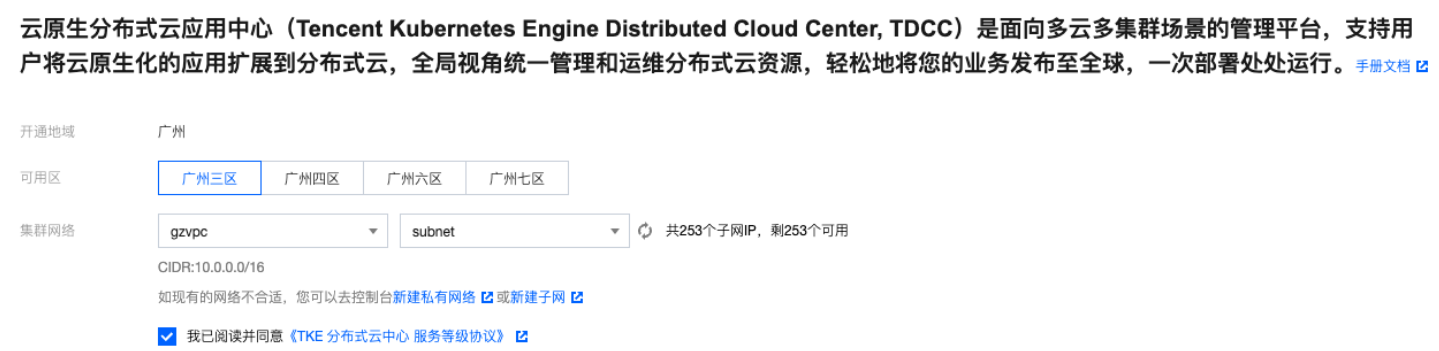 云原生分布式云应用中心（Tencent Kubernetes Engine Distributed Cloud Center, TDCC）是面向多云多集群场景的管理平台，支持用
户将云原生化的应用扩展到分布式云，全局视角统一管理和运维分布式云资源，轻松地将您的业务发布至全球，一次部署处处运行。手册文档
开通地域 广州
可用区 广州三区 广州四区 广州六区 广州七区
集群网络 gzvpc subnet 共253个子网IP，剩253个可用
CIDR:10.0.0.0/16
如现有的网络不合适，您可以去控制台新建私有网络 或新建子网
我已阅读并同意《TKE 分布式云中心 服务等级协议》